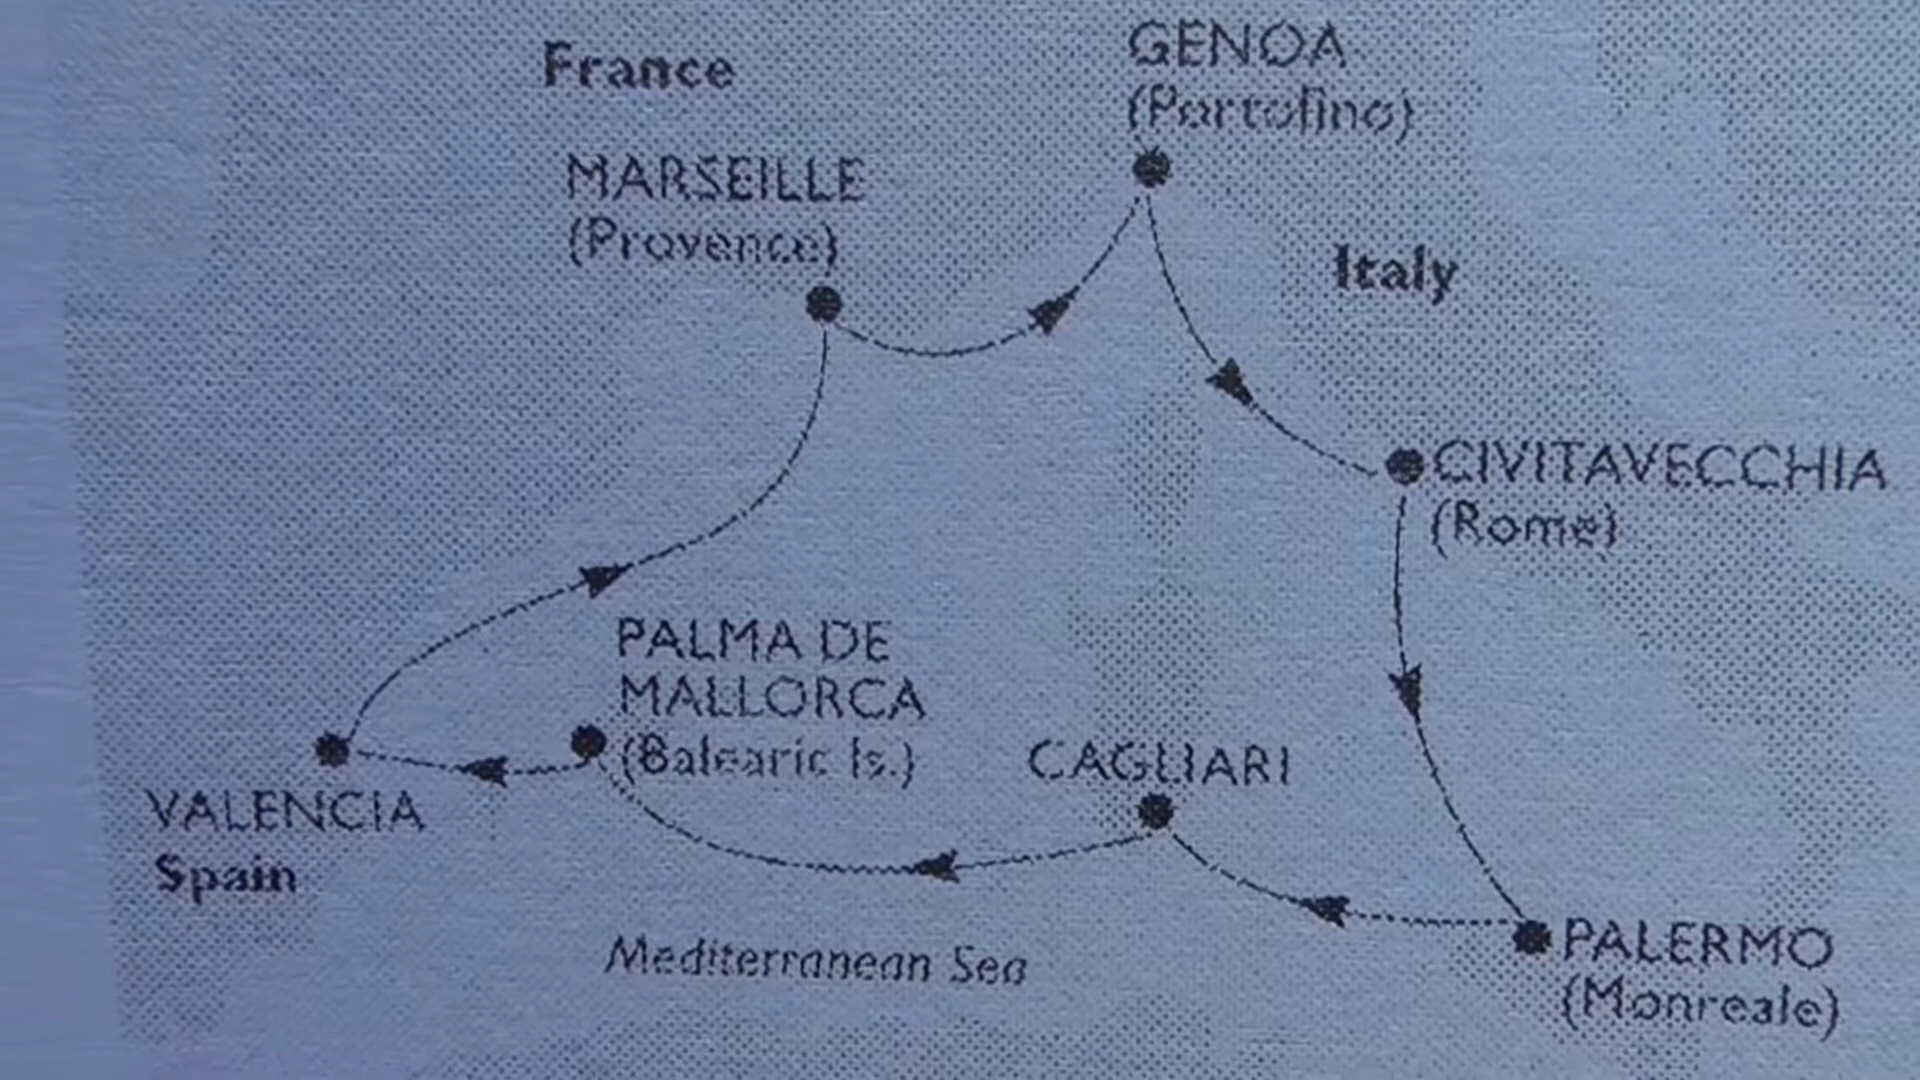 France
GENOA
(Portofino)
MARSEILLE
(Provence)
Italy
CIVITAVECCHIA
(Rome)
PALMA DE
MALLORCA
(Balearic Is.)
CAGLIARI
VALENCIA
Spain
Mediterranean Sea
PALERMO
(Monreale)